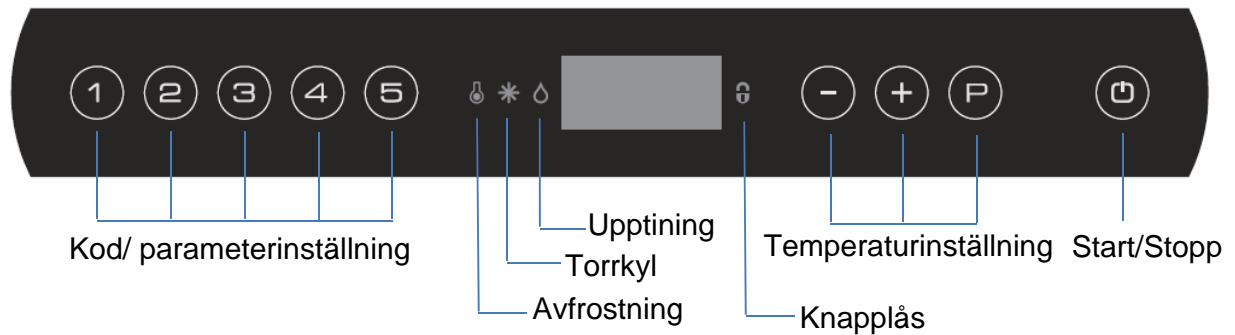 1 2 3 4 5 - + P
Kod/ parameterinställning
Upptining
Torrkyl
Avfrostning
Temperaturinställning
Knapplås
Start/Stopp